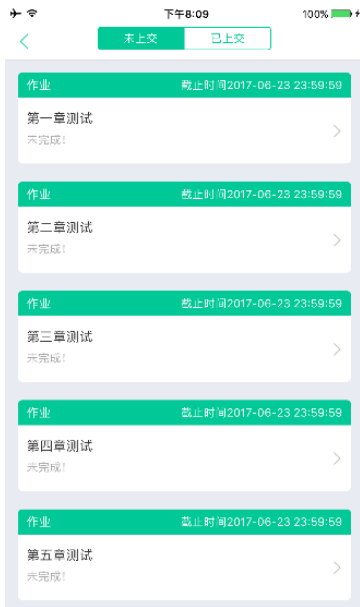 下午8:09
100%
未上交
已上交
作业
截止时间2017-06-23 23:59:59
第一章测试
未完成!
作业
截止时间2017-06-23 23:59:59
第二章测试
未完成!
作业
截止时间2017-06-23 23:59:59
第三章测试
未完成!
作业
截止时间2017-06-23 23:59:59
第四章测试
未完成!
作业
截止时间2017-06-23 23:59:59
第五章测试
未完成!